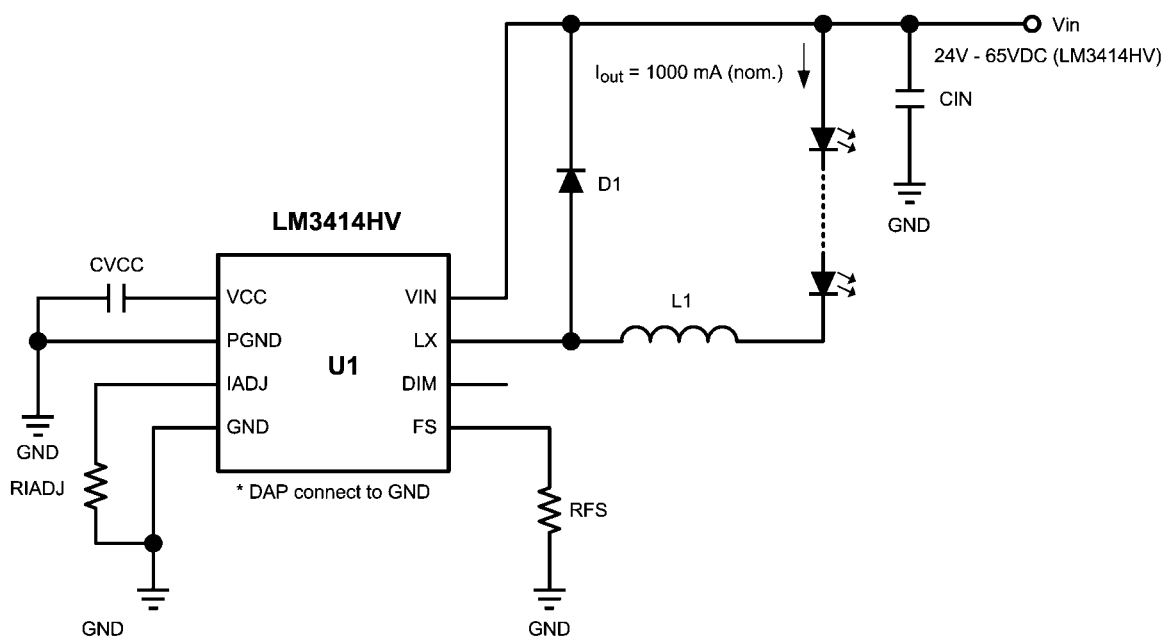 Vin
24V - 65VDC (LM3414HV)
Iout = 1000 mA (nom.)
CIN
D1
GND
LM3414HV
CVCC
VCC
VIN
L1
PGND
LX
U1
IADJ
DIM
GND
FS
GND
RIADJ
* DAP connect to GND
RFS
GND
GND